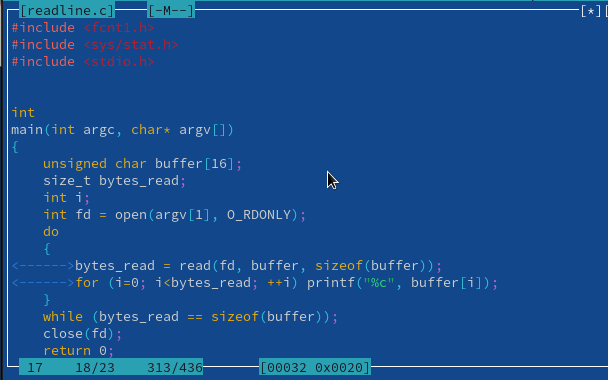 [readline.c] [-M--] [*]
#include <fcntl.h>
#include <sys/stat.h>
#include <stdio.h>
int
main(int argc, char* argv[])
{
unsigned char buffer[16];
size_t bytes_read;
int i;
int fd = open(argv[1], O_RDONLY);
do
{
<------>bytes_read = read(fd, buffer, sizeof(buffer));
<------>for (i=0; i<bytes_read; ++i) printf("%c", buffer[i]);
}
while (bytes_read == sizeof(buffer));
close(fd);
return 0;
17 18/23 313/436 [00032 0x0020]